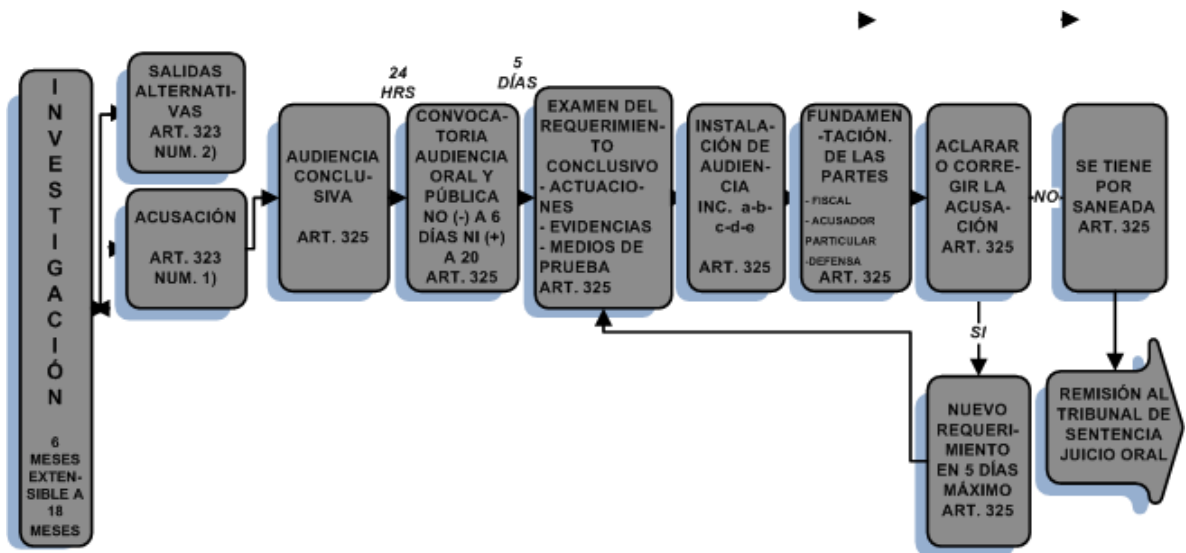 I
N
V
E
S
T
I
G
A
C
I
Ó
N
6
MESES
EXTEN-
SIBLE A
18
MESES
SALIDAS
ALTERNATI-
VAS
ART. 323
NUM. 2)
ACUSACIÓN
ART. 323
NUM. 1)
AUDIENCIA
CONCLU-
SIVA
ART. 325
24
HRS
CONVOCA-
TORIA
AUDIENCIA
ORAL Y
PÚBLICA
NO (-) A 6
DÍAS NI (+)
A 20
ART. 325
5
DÍAS
EXAMEN DEL
REQUERIMIEN-
TO
CONCLUSIVO
- ACTUACIO-
NES
- EVIDENCIAS
- MEDIOS DE
PRUEBA
ART. 325
INSTALA-
CIÓN DE
AUDIEN-
CIA
INC. a-b-
c-d-e
ART. 325
FUNDAMEN
-TACIÓN.
DE LAS
PARTES
- FISCAL
- ACUSADOR
PARTICULAR
-DEFENSA
ART. 325
ACLARAR
O CORRE-
GIR LA
ACUSA-
CIÓN
ART. 325
NO
SE TIENE
POR
SANEADA
ART. 325
SI
NUEVO
REQUERI-
MIENTO
EN 5 DÍAS
MÁXIMO
ART. 325
REMISIÓN AL
TRIBUNAL DE
SENTENCIA
JUICIO ORAL